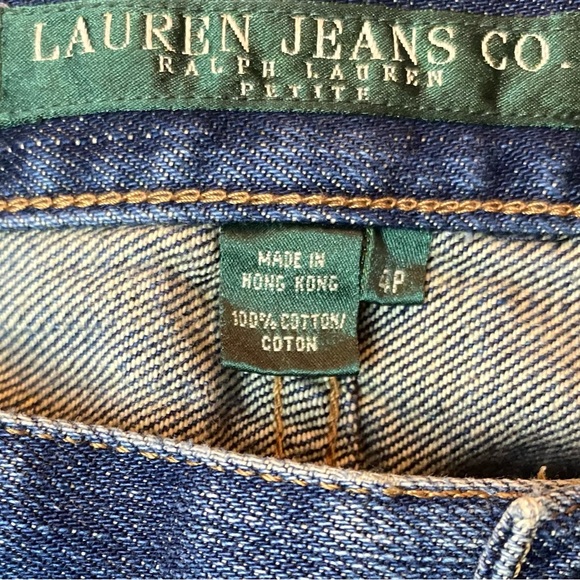 LAUREN JEANS CO.
RALPH LAUREN
PETITE
MADE IN
HONG KONG
4P
100% COTTON/
COTON